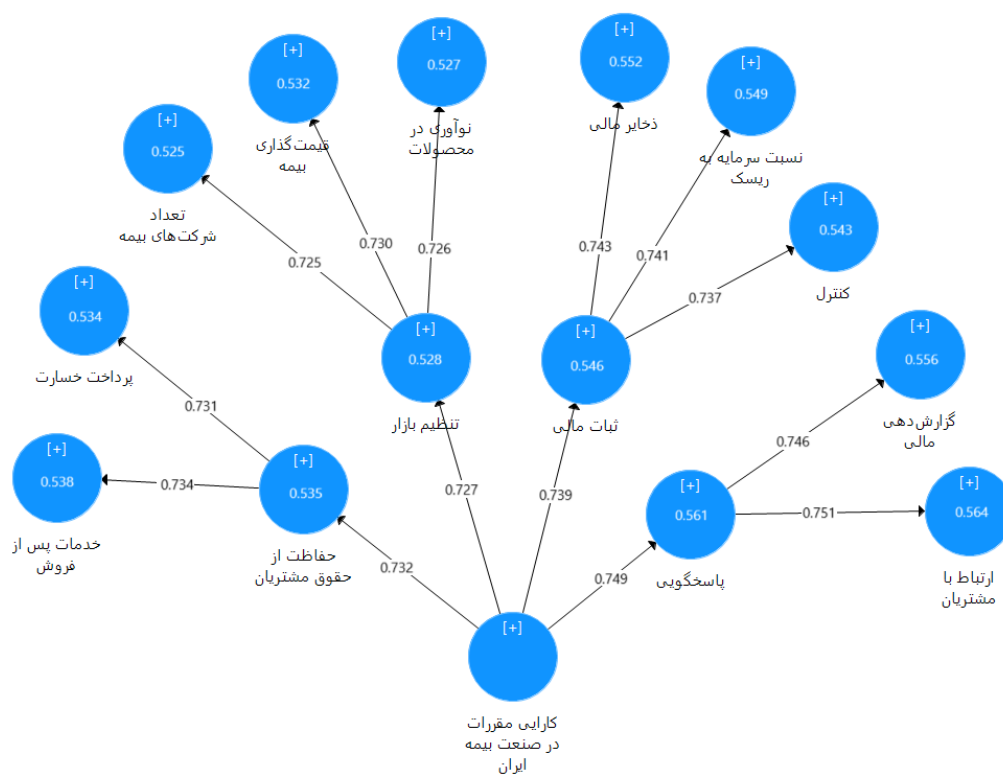 [+]
0.532
قیمت‌گذاری
بیمه
[+]
0.527
نوآوری در
محصولات
[+]
0.552
ذخایر مالی
[+]
0.549
نسبت سرمایه به
ریسک
[+]
0.525
تعداد
شرکت‌های بیمه
[+]
0.543
کنترل
0.730
0.726
0.743
0.741
0.725
0.737
[+]
0.534
پرداخت خسارت
[+]
0.528
تنظیم بازار
[+]
0.546
ثبات مالی
[+]
0.556
گزارش‌دهی
مالی
0.731
0.746
[+]
0.538
خدمات پس از
فروش
0.734
[+]
0.535
حفاظت از
حقوق مشتریان
0.727
0.739
[+]
0.561
پاسخگویی
0.751
[+]
0.564
ارتباط با
مشتریان
0.732
0.749
[+]
کارایی مقررات
در صنعت بیمه
ایران